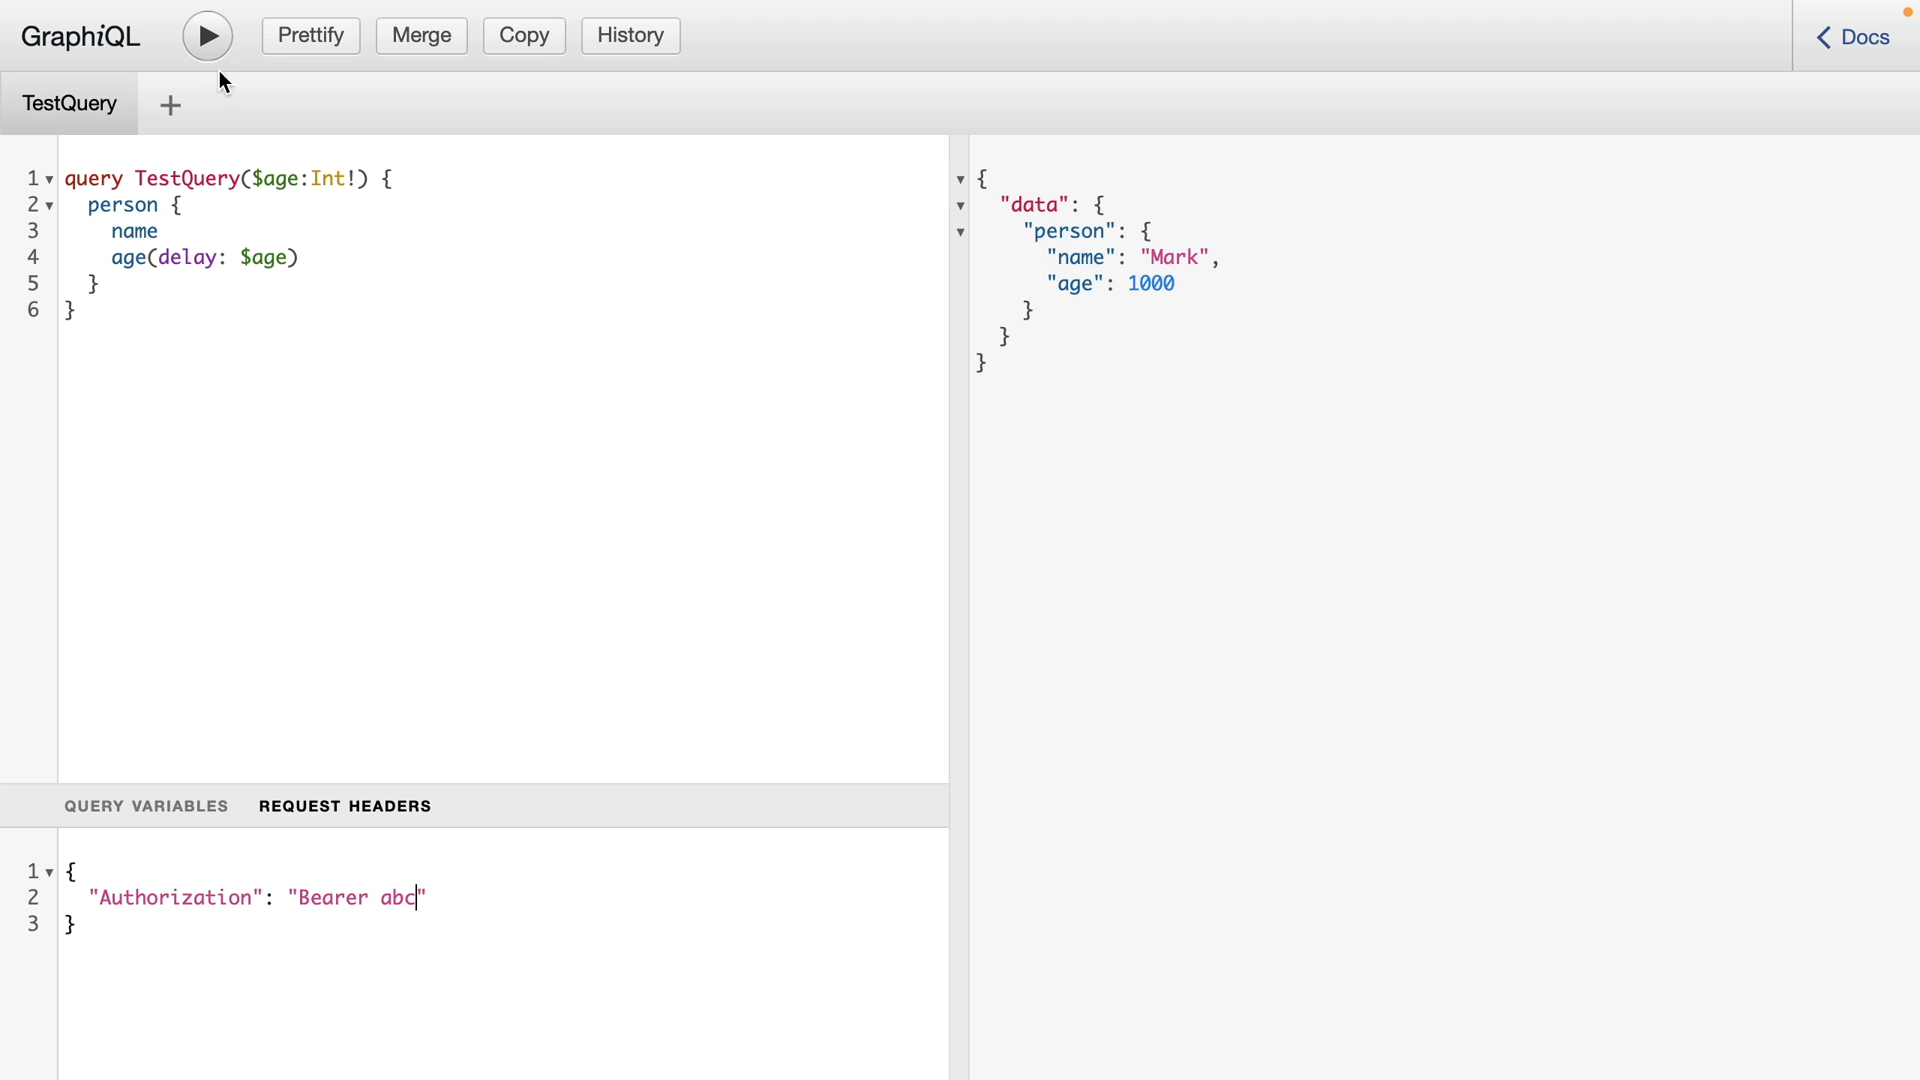 GraphiQL Prettify Merge Copy History Docs
TestQuery +
1 query TestQuery($age:Int!) {
2 person {
3 name
4 age(delay: $age)
5 }
6 }
{
"data": {
"person": {
"name": "Mark",
"age": 1000
}
}
}
QUERY VARIABLES REQUEST HEADERS
1 {
2 "Authorization": "Bearer abc"
3 }